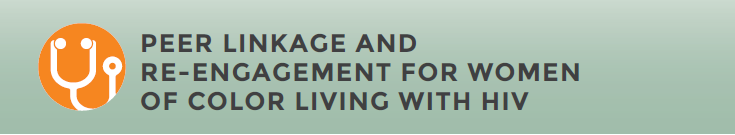 PEER LINKAGE AND
RE-ENGAGEMENT FOR WOMEN
OF COLOR LIVING WITH HIV